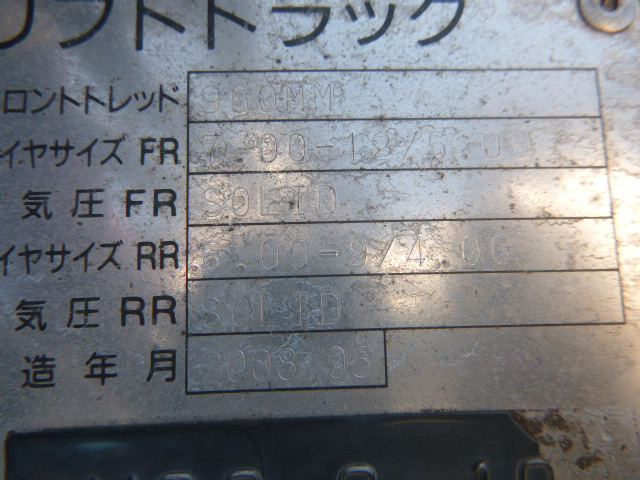 リフトトラック
ロントトレッド 960MM
イヤサイズ FR 7.00-12/5.00
気圧 FR SOLID
イヤサイズ RR 6.00-9/4.00
気圧 RR SOLID
造年月 2008.05